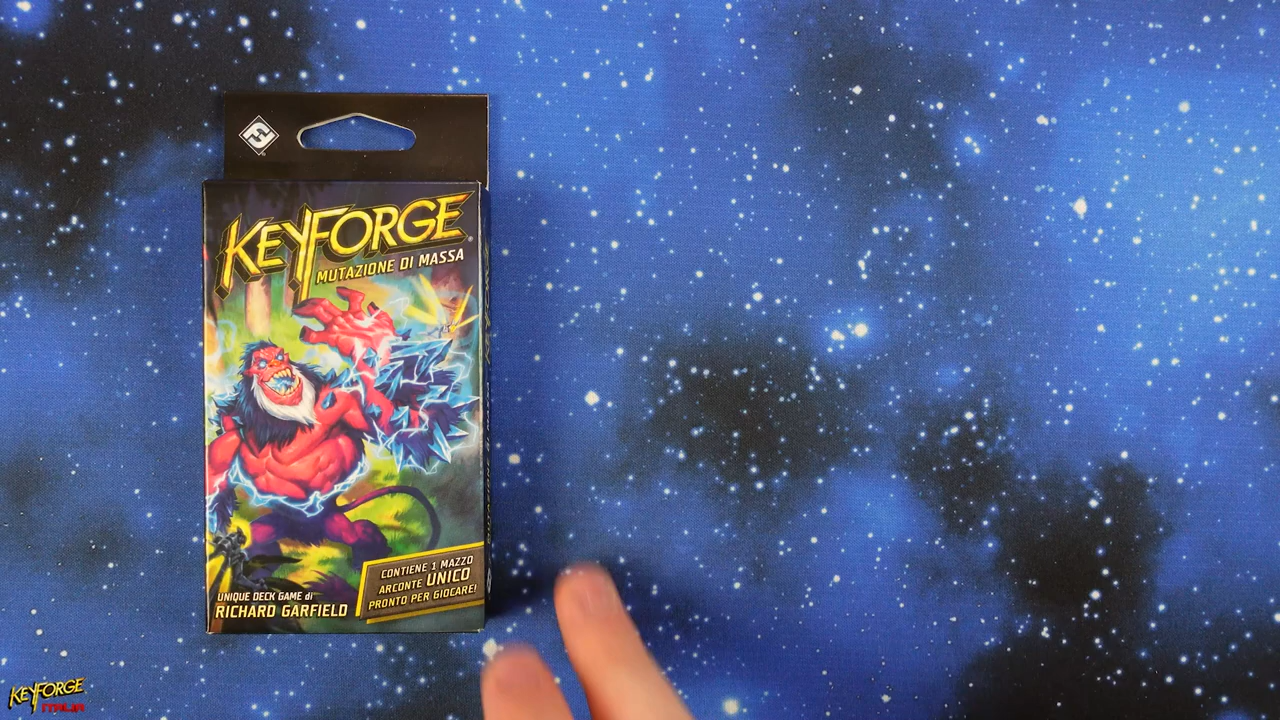 KEYFORGE
MUTAZIONE DI MASSA
CONTIENE 1 MAZZO
ARCONTE UNICO
PRONTO PER GIOCARE!
UNIQUE DECK GAME di
RICHARD GARFIELD
KEYFORGE
ITALIA